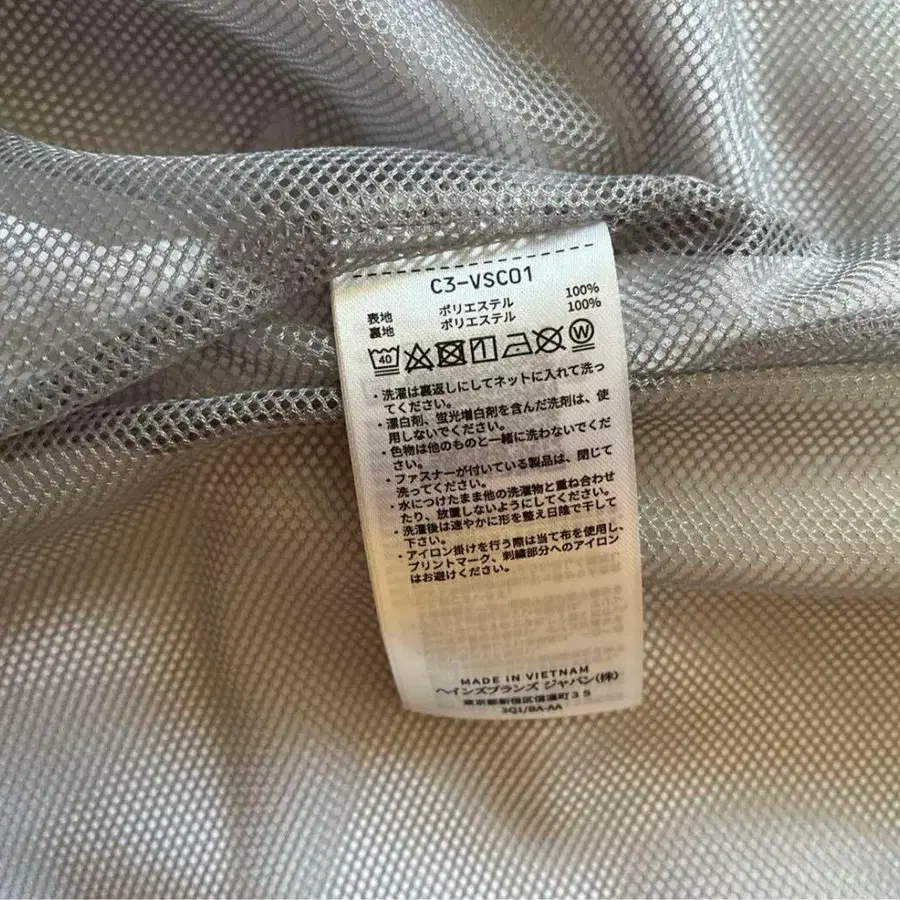 C3-VSC01
表地 ポリエステル 100%
裏地 ポリエステル 100%
40 W
・洗濯は裏返しにしてネットに入れて洗っ
てください。
・漂白剤、蛍光増白剤を含んだ洗剤は、使
用しないでください。
・色物は他のものと一緒に洗わないでくだ
さい。
・ファスナーが付いている製品は、閉じて
洗ってください。
・水につけたまま他の洗濯物と重ね合わせ
たり、放置しないようにしてください。
・洗濯後は速やかに形を整え日陰で干して
下さい。
・アイロン掛けを行う際は当て布を使用し、
プリントマーク、刺繍部分へのアイロン
はお避けください。
MADE IN VIETNAM
ヘインズブランズ ジャパン(株)
東京都新宿区信濃町35
3Q1/BA-AA